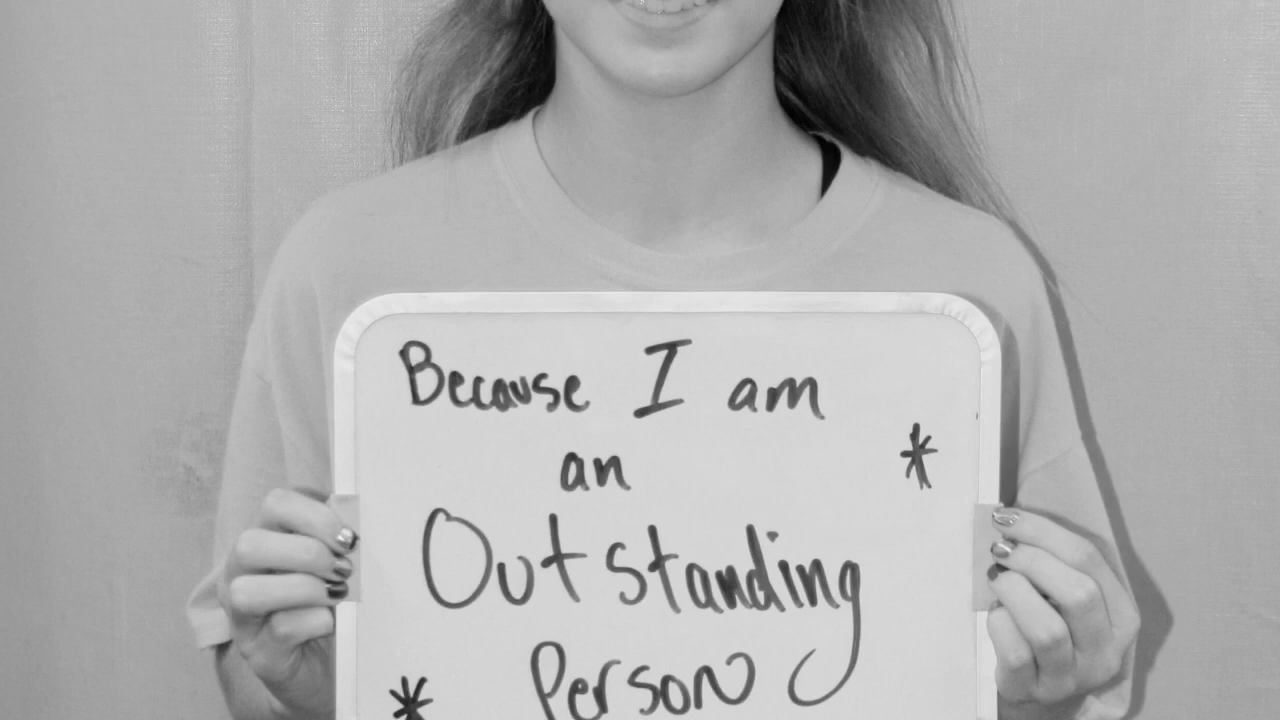 Because I am
an
*
Outstanding
Person
*